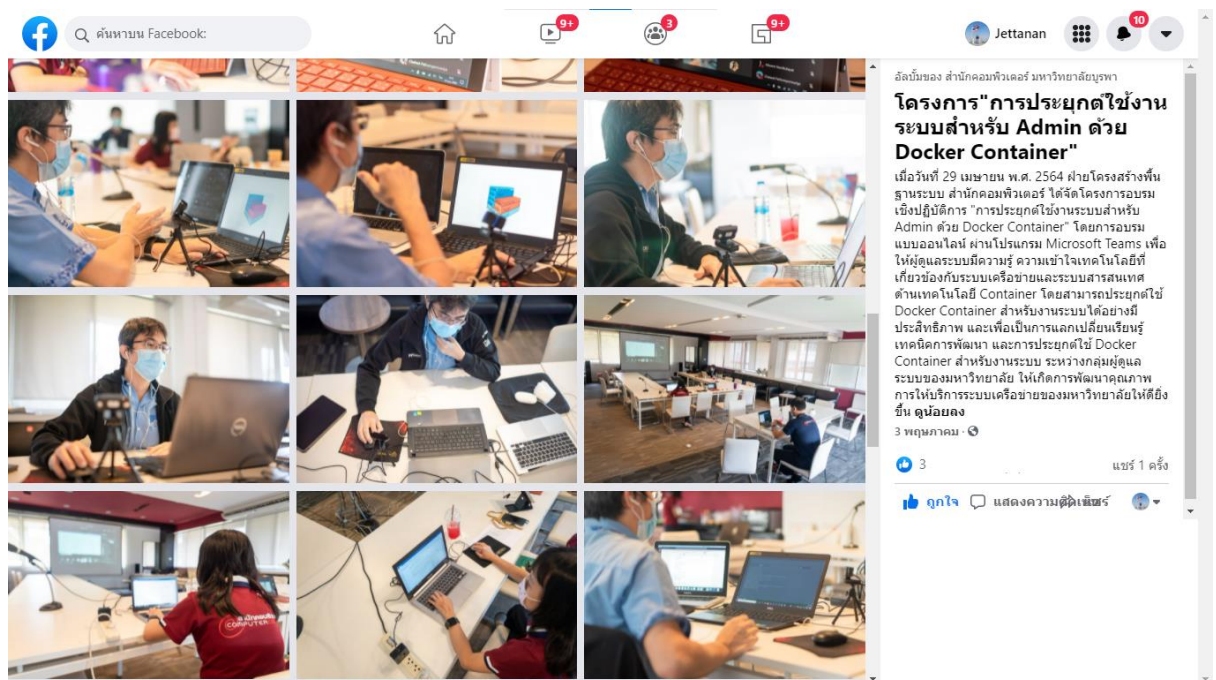 ค้นหาบน Facebook:
9+
3
9+
Jettanan
10
อัลบั้มของ สำนักคอมพิวเตอร์ มหาวิทยาลัยบูรพา
โครงการ"การประยุกต์ใช้งาน
ระบบสำหรับ Admin ด้วย
Docker Container"
เมื่อวันที่ 29 เมษายน พ.ศ. 2564 ฝ่ายโครงสร้างพื้น
ฐานระบบ สำนักคอมพิวเตอร์ ได้จัดโครงการอบรม
เชิงปฏิบัติการ "การประยุกต์ใช้งานระบบสำหรับ
Admin ด้วย Docker Container" โดยการอบรม
แบบออนไลน์ ผ่านโปรแกรม Microsoft Teams เพื่อ
ให้ผู้ดูแลระบบมีความรู้ ความเข้าใจเทคโนโลยีที่
เกี่ยวข้องกับระบบเครือข่ายและระบบสารสนเทศ
ด้านเทคโนโลยี Container โดยสามารถประยุกต์ใช้
Docker Container สำหรับงานระบบได้อย่างมี
ประสิทธิภาพ และเพื่อเป็นการแลกเปลี่ยนเรียนรู้
เทคนิคการพัฒนา และการประยุกต์ใช้ Docker
Container สำหรับงานระบบ ระหว่างกลุ่มผู้ดูแล
ระบบของมหาวิทยาลัย ให้เกิดการพัฒนาคุณภาพ
การให้บริการระบบเครือข่ายของมหาวิทยาลัยให้ดียิ่ง
ขึ้น ดูน้อยลง
3 พฤษภาคม ·
3
แชร์ 1 ครั้ง
ถูกใจ
แสดงความคิดเห็น
แชร์
COMPUTER